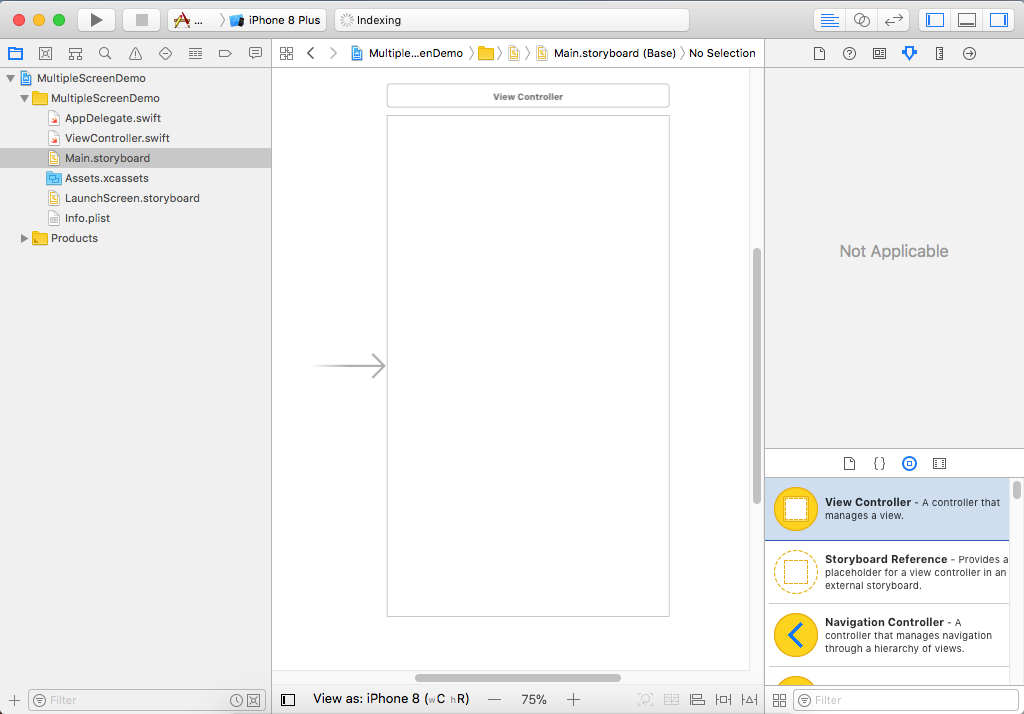 ... iPhone 8 Plus Indexing
Multiple...enDemo Main.storyboard (Base) No Selection
MultipleScreenDemo
MultipleScreenDemo
AppDelegate.swift
ViewController.swift
Main.storyboard
Assets.xcassets
LaunchScreen.storyboard
Info.plist
Products
View Controller
Not Applicable
{}
View Controller - A controller that
manages a view.
Storyboard Reference - Provides a
placeholder for a view controller in an
external storyboard.
Navigation Controller - A
controller that manages navigation
through a hierarchy of views.
Filter
View as: iPhone 8 (wC hR) — 75% +
Filter